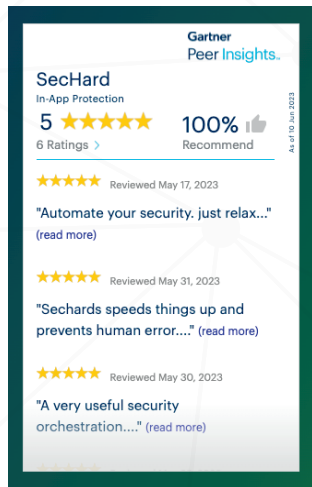 Gartner
Peer Insights™
SecHard
In-App Protection
5
100%
6 Ratings >
Recommend
As of 10 Jun 2023
Reviewed May 17, 2023
"Automate your security. just relax..."
(read more)
Reviewed May 31, 2023
"Sechards speeds things up and
prevents human error...." (read more)
Reviewed May 30, 2023
"A very useful security
orchestration...." (read more)